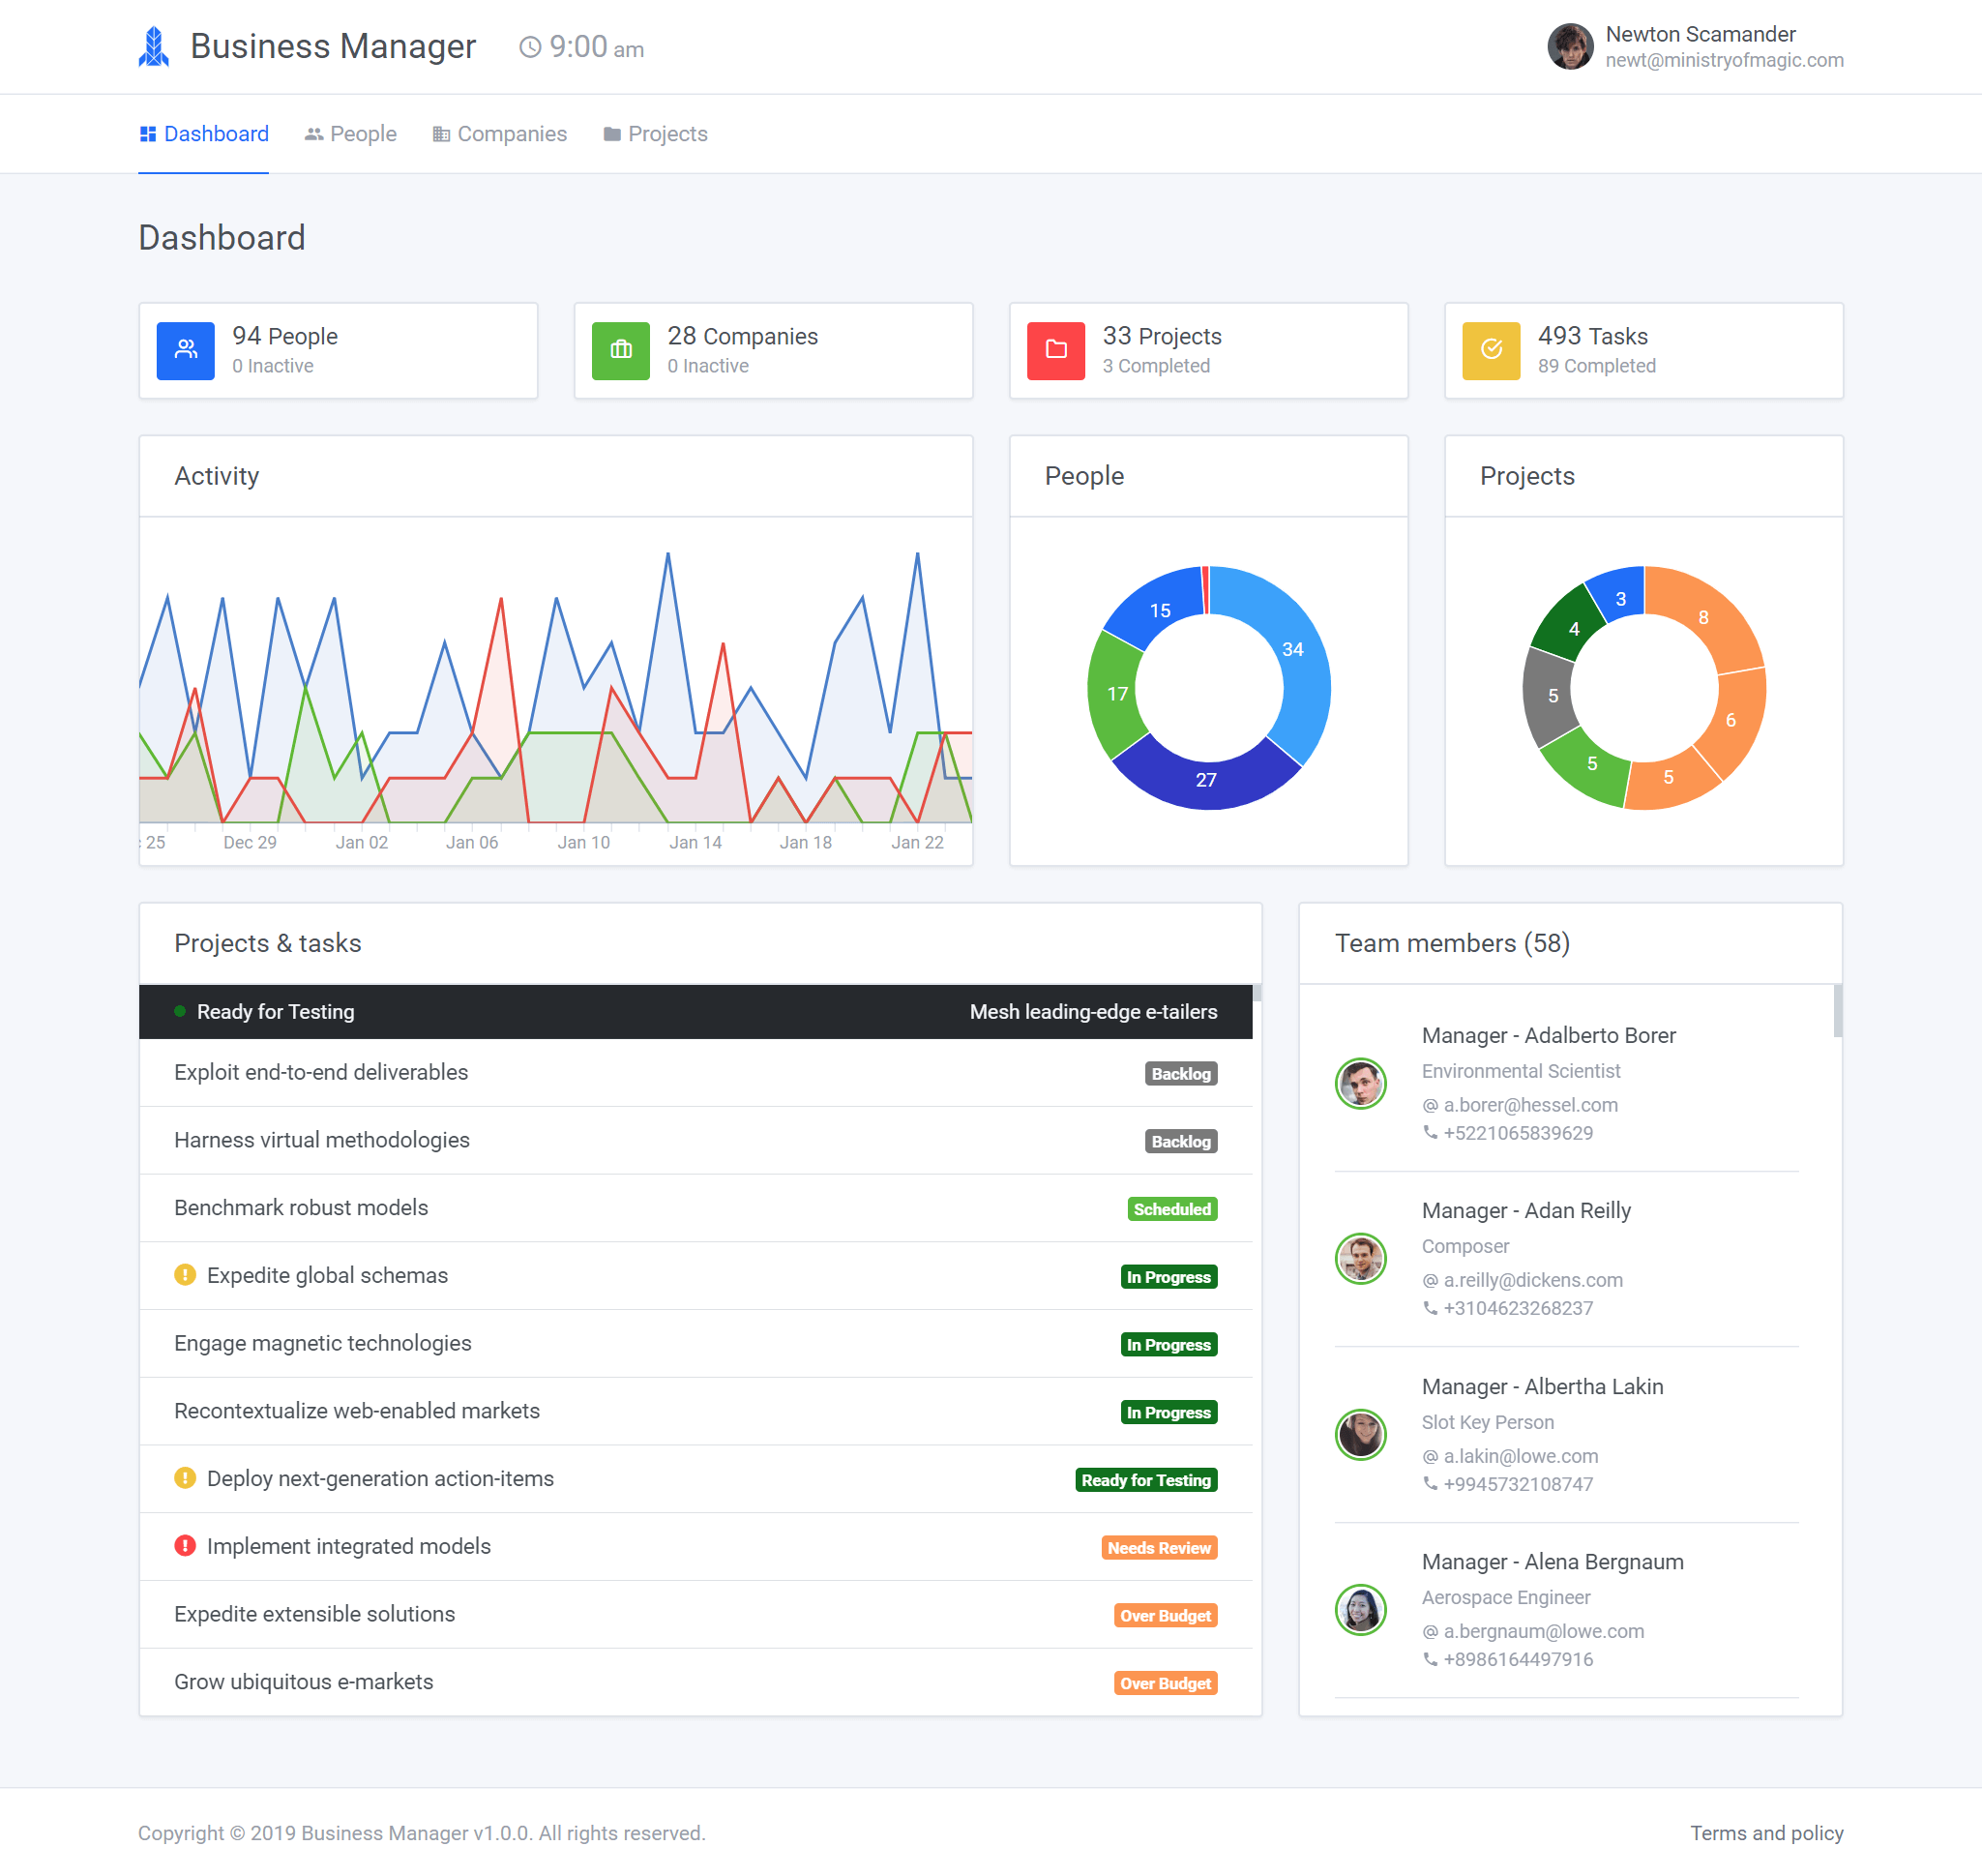 Business Manager
9:00 am
Newton Scamander
newt@ministryofmagic.com
Dashboard
People
Companies
Projects
Dashboard
94 People
0 Inactive
28 Companies
0 Inactive
33 Projects
3 Completed
493 Tasks
89 Completed
Activity
25
Dec 29
Jan 02
Jan 06
Jan 10
Jan 14
Jan 18
Jan 22
People
15
34
17
27
Projects
3
8
4
5
6
5
5
Projects & tasks
Ready for Testing
Mesh leading-edge e-tailers
Exploit end-to-end deliverables
Backlog
Harness virtual methodologies
Backlog
Benchmark robust models
Scheduled
Expedite global schemas
In Progress
Engage magnetic technologies
In Progress
Recontextualize web-enabled markets
In Progress
Deploy next-generation action-items
Ready for Testing
Implement integrated models
Needs Review
Expedite extensible solutions
Over Budget
Grow ubiquitous e-markets
Over Budget
Team members (58)
Manager - Adalberto Borer
Environmental Scientist
@ a.borer@hessel.com
+5221065839629
Manager - Adan Reilly
Composer
@ a.reilly@dickens.com
+3104623268237
Manager - Albertha Lakin
Slot Key Person
@ a.lakin@lowe.com
+9945732108747
Manager - Alena Bergnaum
Aerospace Engineer
@ a.bergnaum@lowe.com
+8986164497916
Copyright © 2019 Business Manager v1.0.0. All rights reserved.
Terms and policy